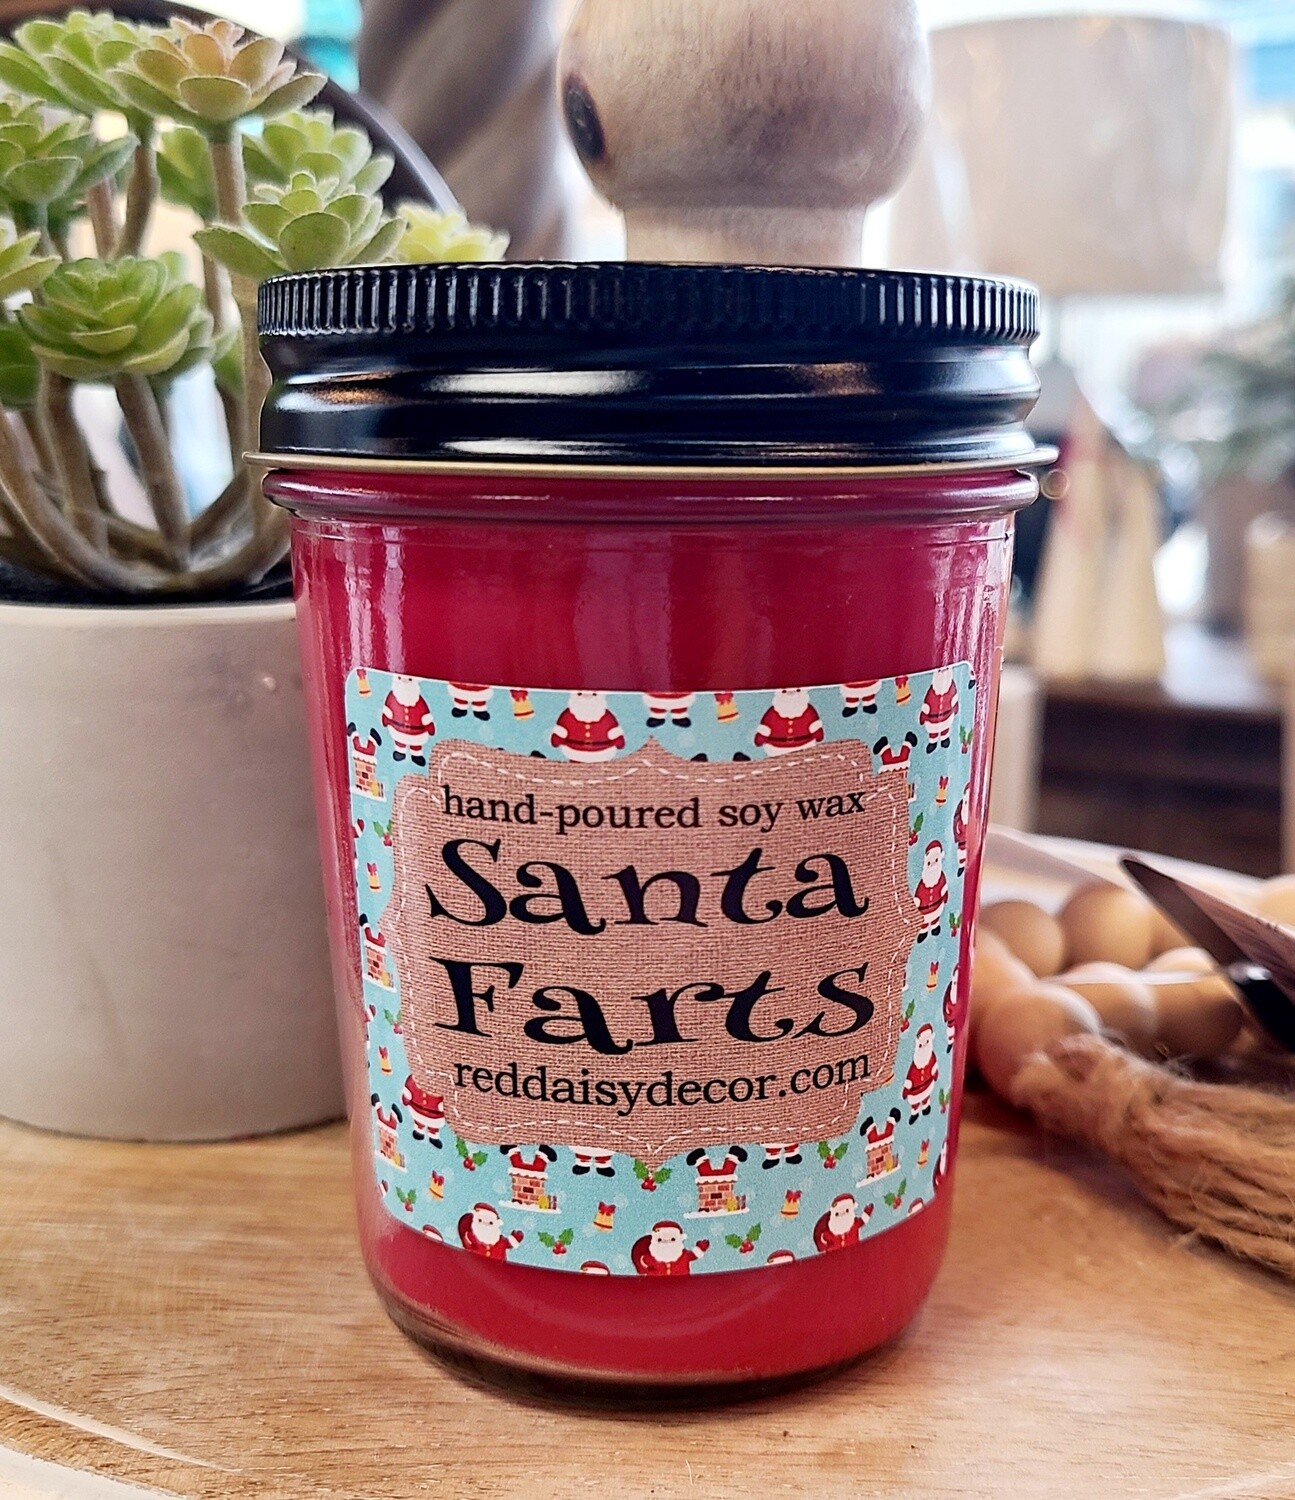 hand-poured soy wax
Santa
Farts
reddaisydecor.com